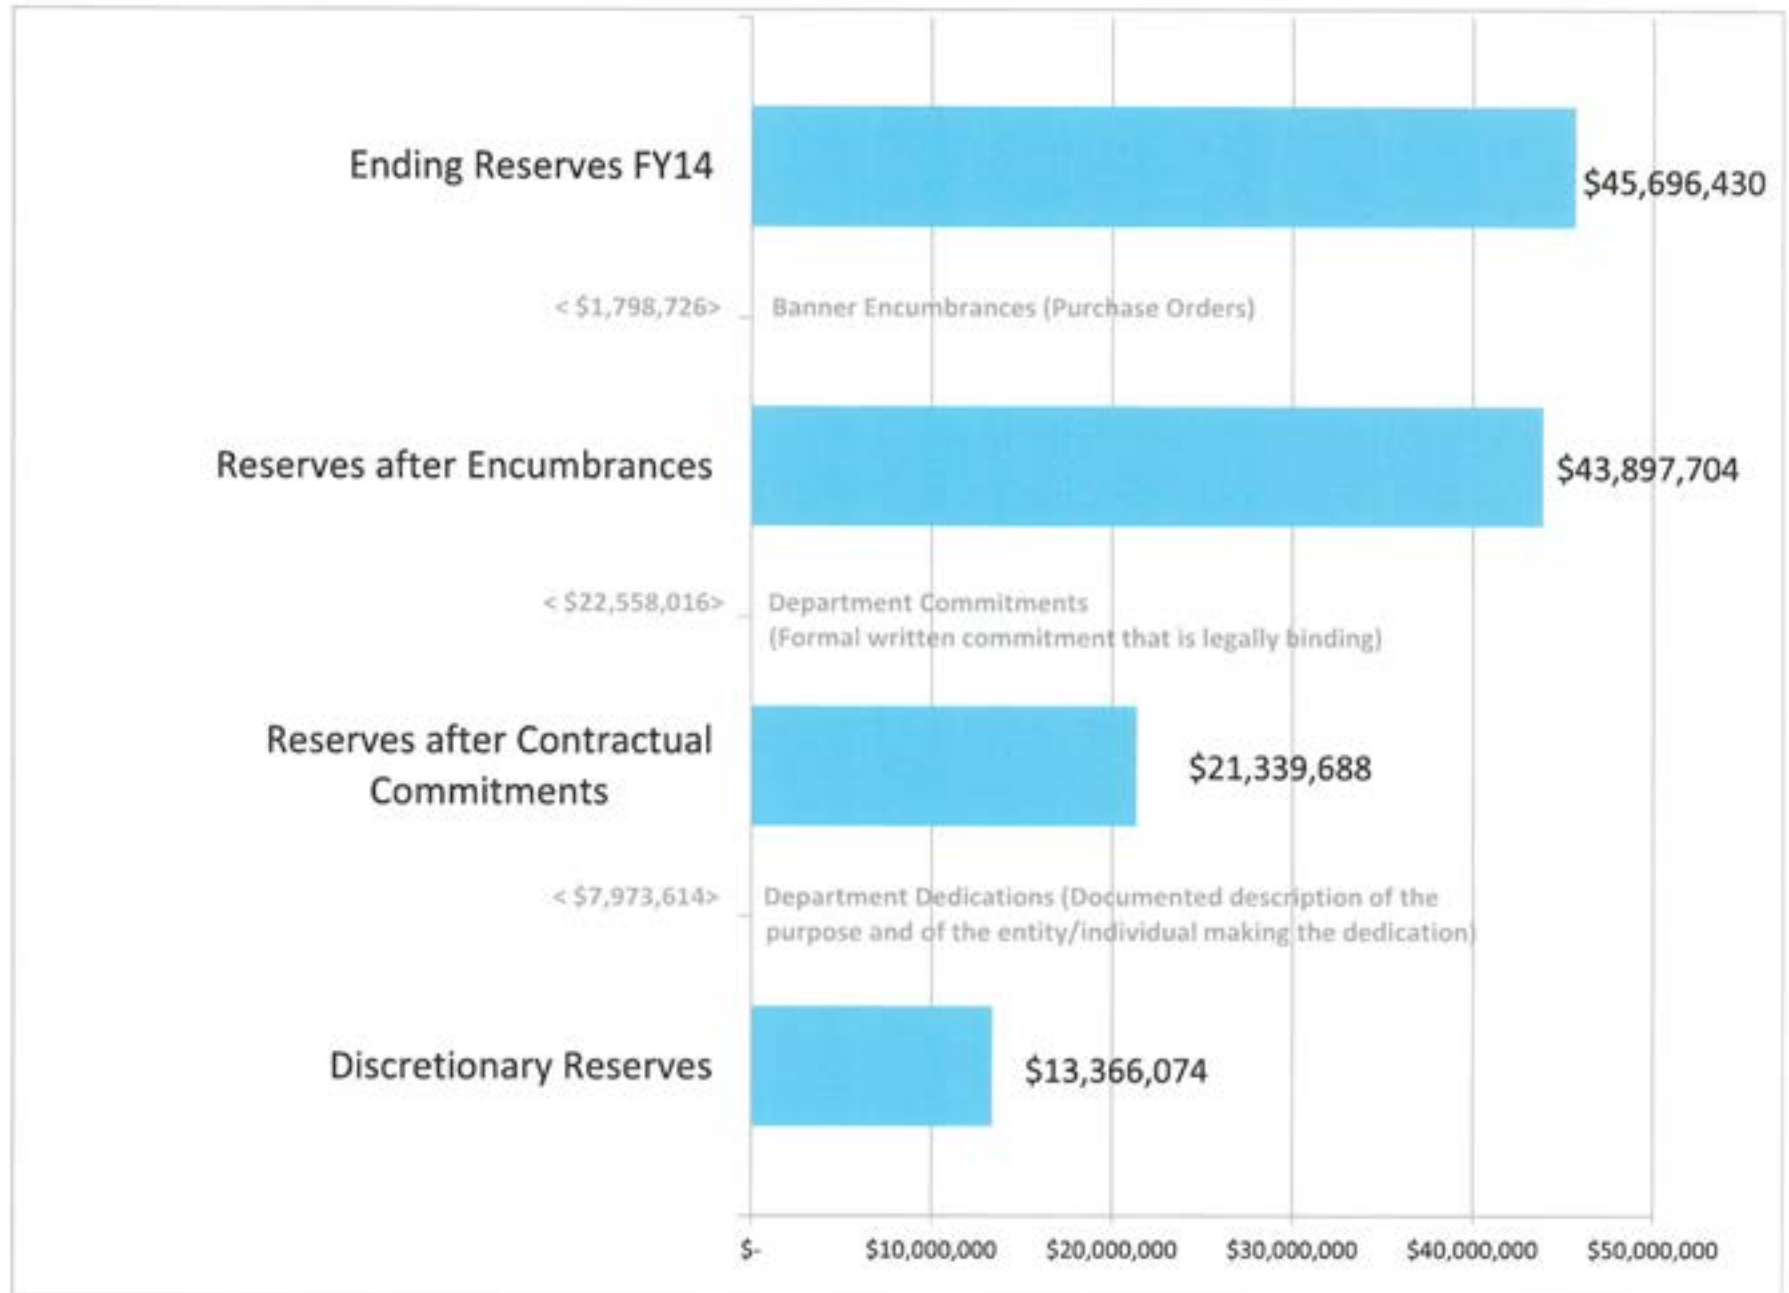 Ending Reserves FY14
$45,696,430
< $1,798,726>
Banner Encumbrances (Purchase Orders)
Reserves after Encumbrances
$43,897,704
< $22,558,016>
Department Commitments
(Formal written commitment that is legally binding)
Reserves after Contractual
Commitments
$21,339,688
< $7,973,614>
Department Dedications (Documented description of the
purpose and of the entity/individual making the dedication)
Discretionary Reserves
$13,366,074
$-
$10,000,000
$20,000,000
$30,000,000
$40,000,000
$50,000,000